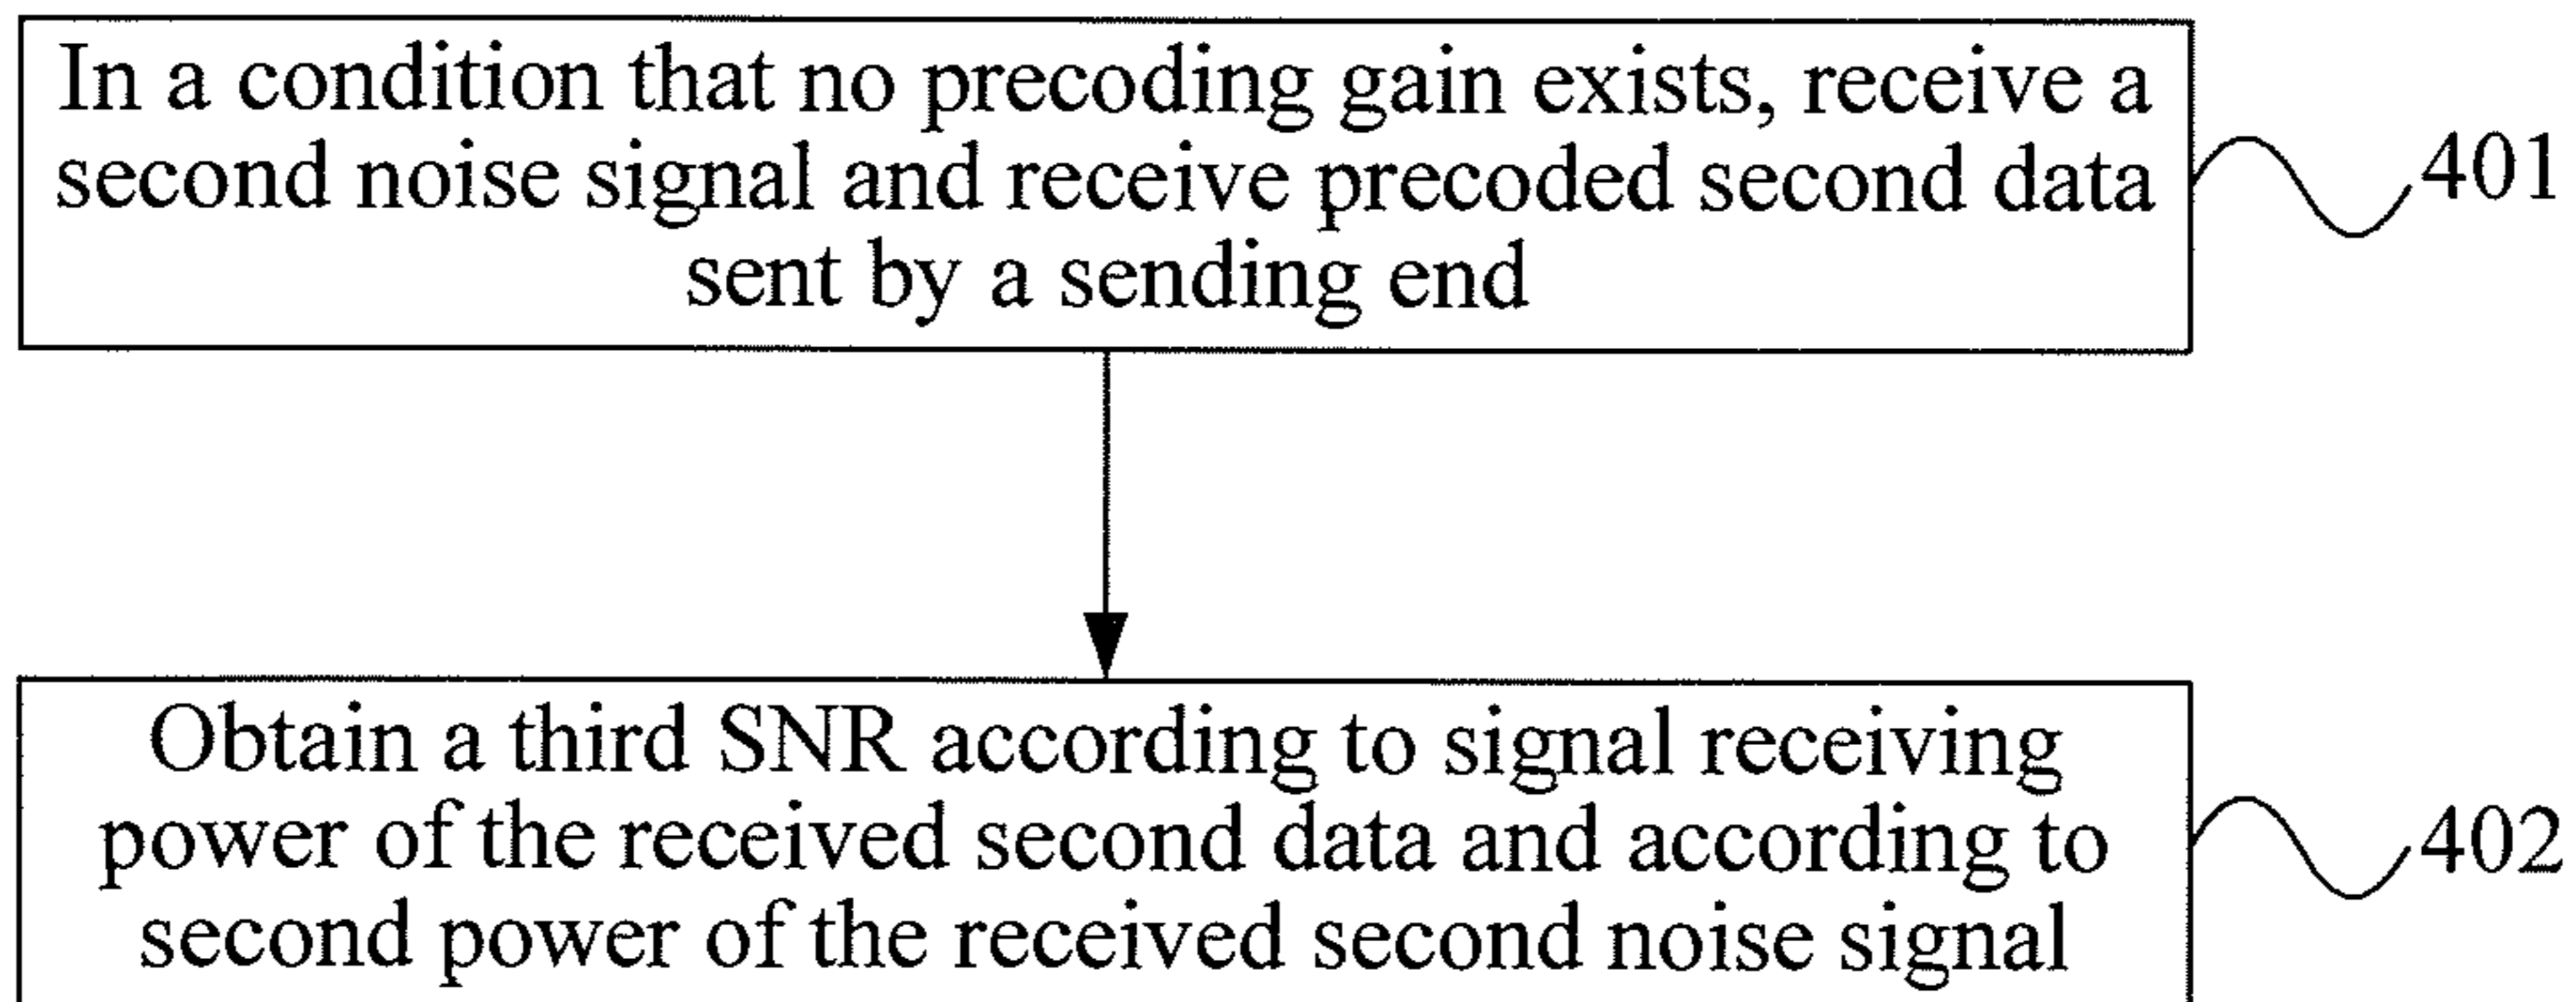 In a condition that no precoding gain exists, receive a
second noise signal and receive precoded second data
sent by a sending end
401
Obtain a third SNR according to signal receiving
power of the received second data and according to
second power of the received second noise signal
402